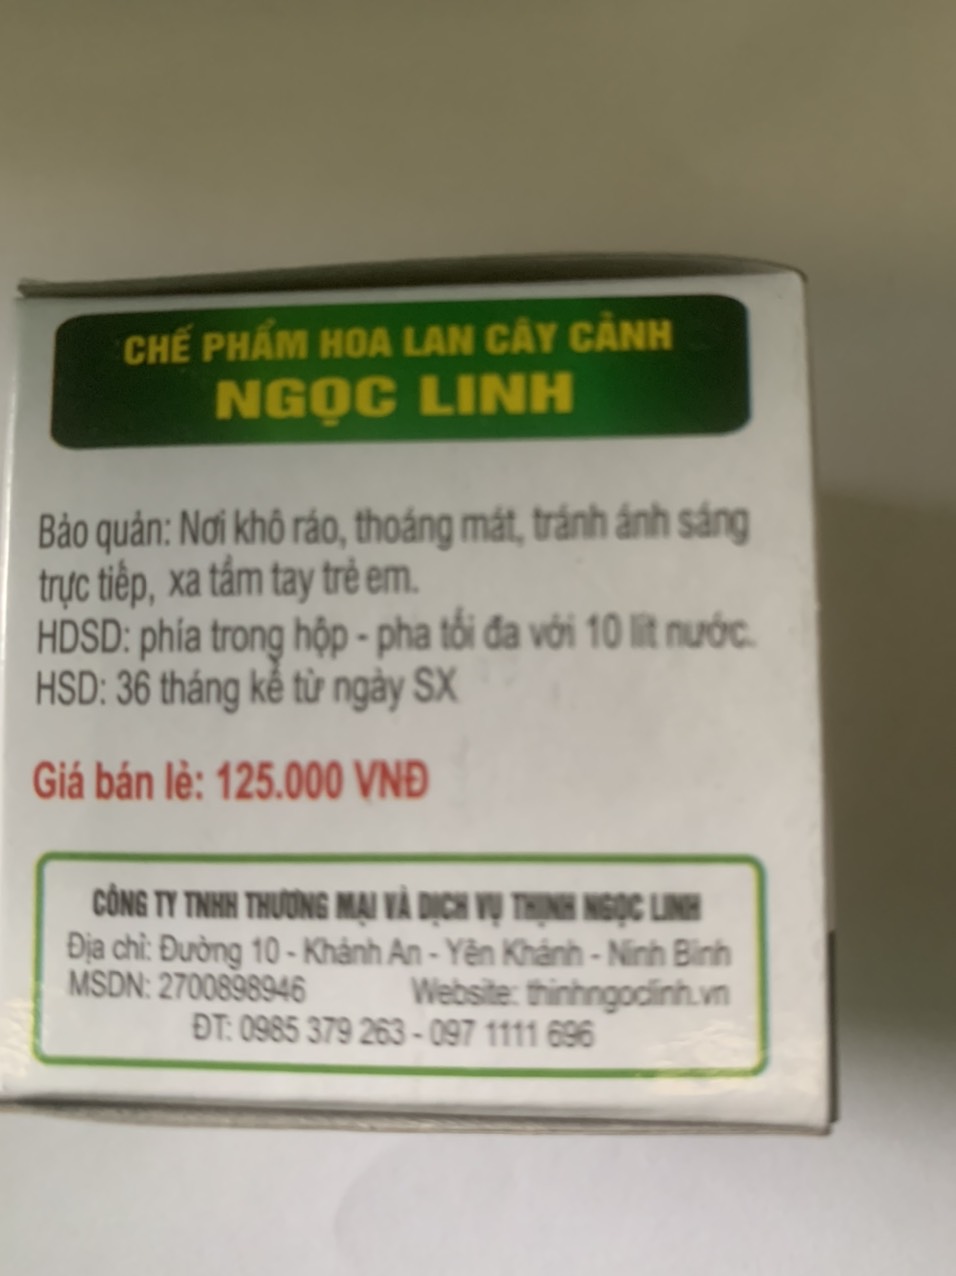 CHẾ PHẨM HOA LAN CÂY CẢNH
NGỌC LINH
Bảo quản: Nơi khô ráo, thoáng mát, tránh ánh sáng
trực tiếp, xa tầm tay trẻ em.
HDSD: phía trong hộp - pha tối đa với 10 lít nước.
HSD: 36 tháng kể từ ngày SX
Giá bán lẻ: 125.000 VNĐ
CÔNG TY TNHH THƯƠNG MẠI VÀ DỊCH VỤ THỊNH NGỌC LINH
Địa chỉ: Đường 10 - Khánh An - Yên Khánh - Ninh Bình
MSDN: 2700898946 Website: thinhngoclinh.vn
ĐT: 0985 379 263 - 097 1111 696